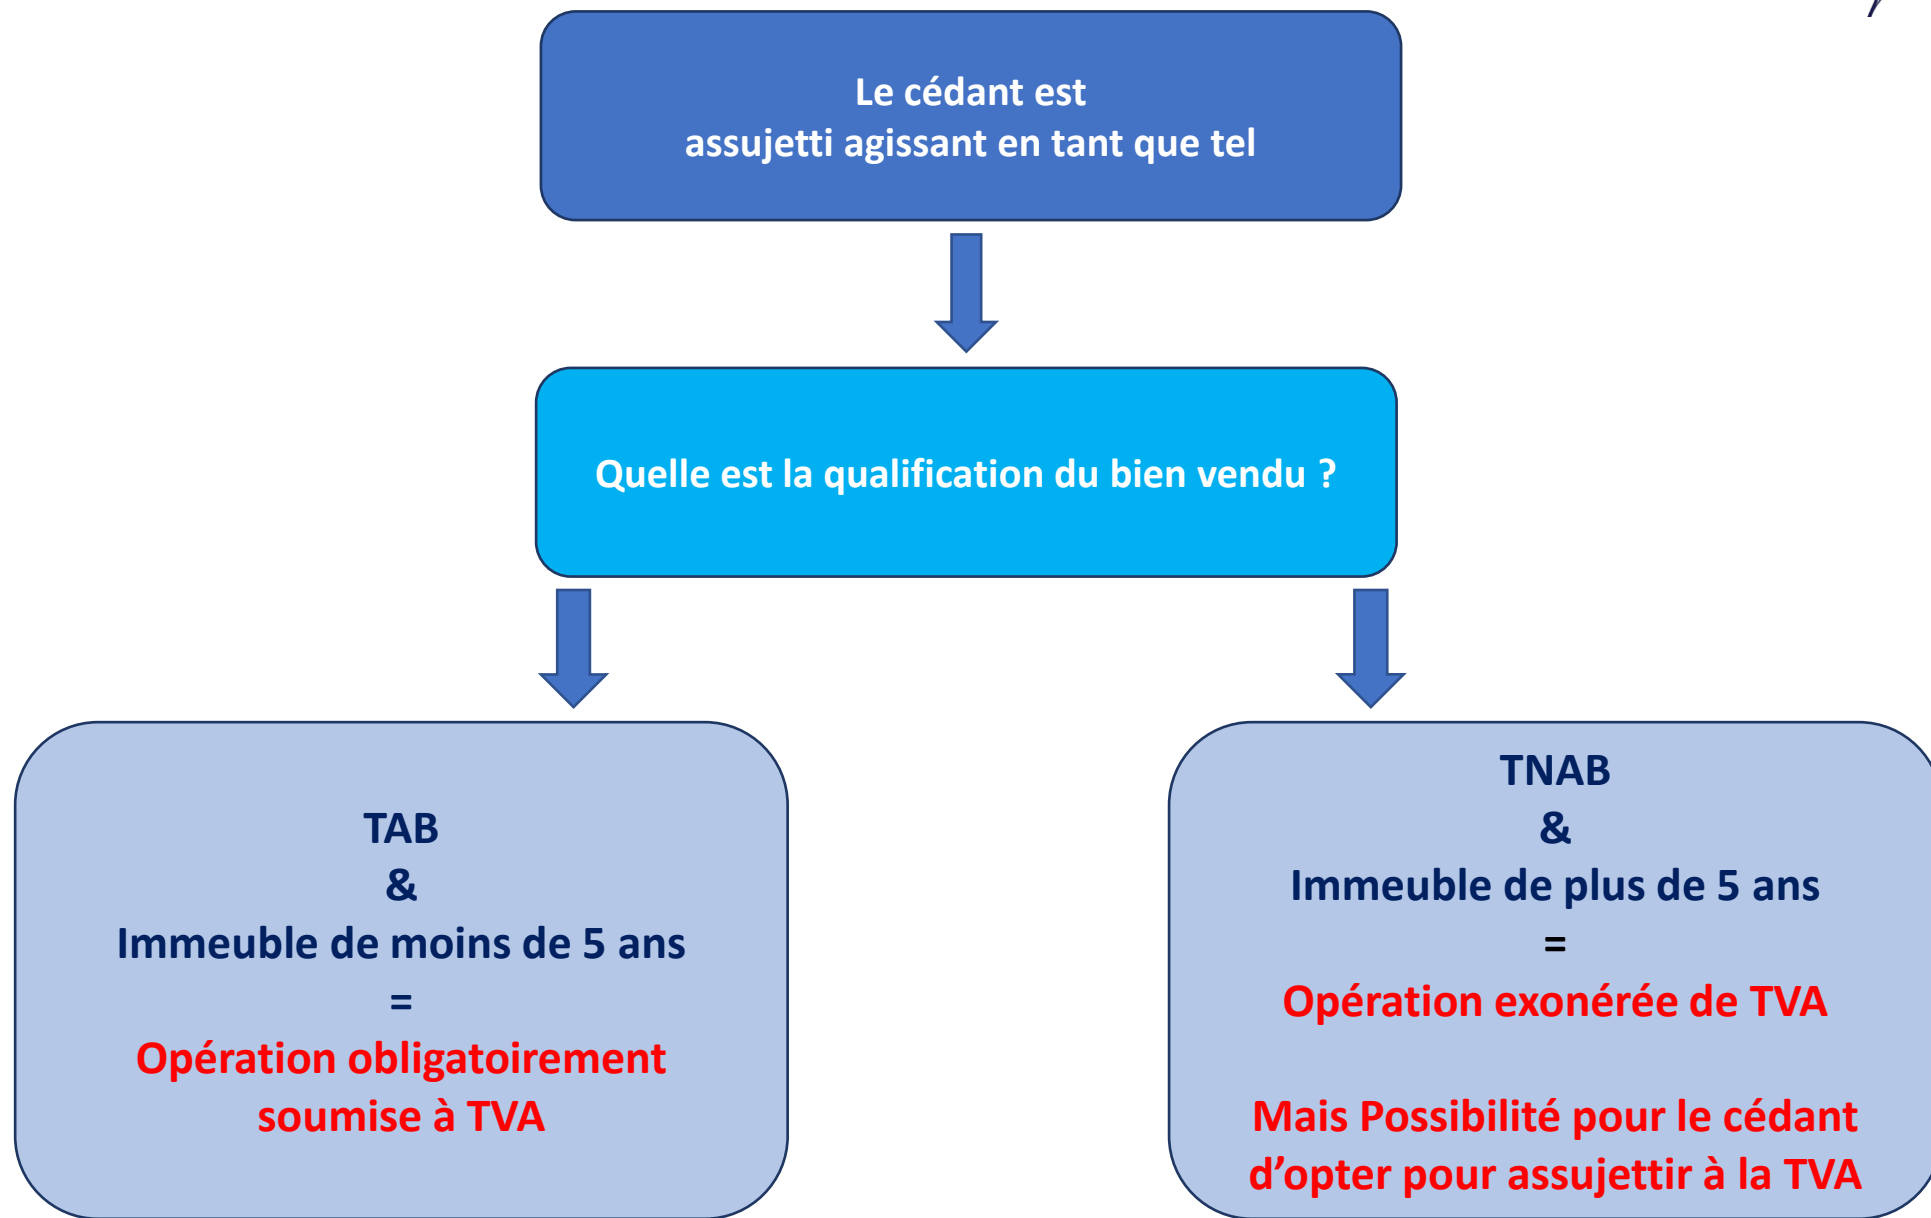 Le cédant est
assujetti agissant en tant que tel
Quelle est la qualification du bien vendu ?
TAB
&
Immeuble de moins de 5 ans
=
Opération obligatoirement
soumise à TVA
TNAB
&
Immeuble de plus de 5 ans
=
Opération exonérée de TVA
Mais Possibilité pour le cédant
d’opter pour assujettir à la TVA